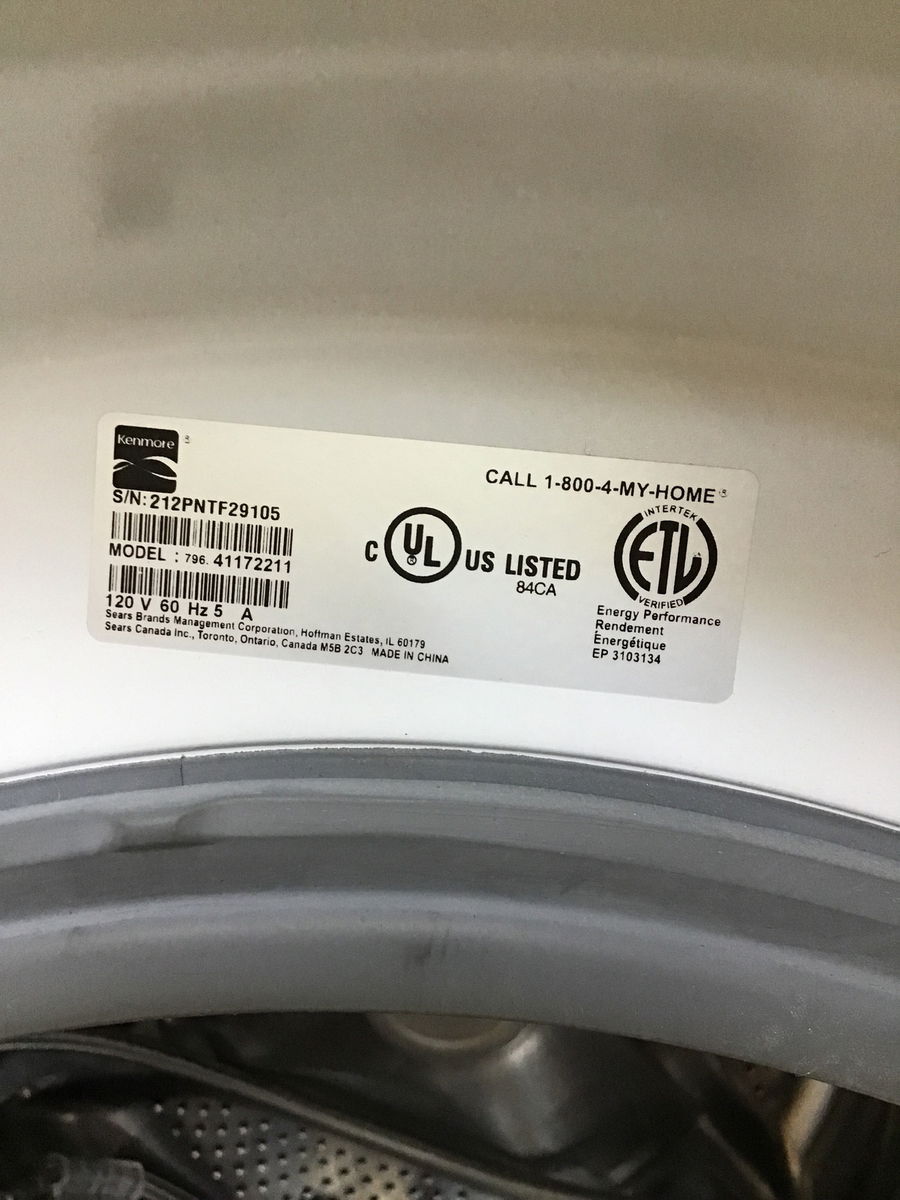 Kenmore ®
CALL 1-800-4-MY-HOME ®
S/N: 212PNTF29105
MODEL : 796. 41172211
120 V 60 Hz 5 A
Sears Brands Management Corporation, Hoffman Estates, IL 60179
Sears Canada Inc., Toronto, Ontario, Canada M5B 2C3 MADE IN CHINA
C UL ® US LISTED
84CA
INTERTEK
ETL
VERIFIED
Energy Performance
Rendement
Énergétique
EP 3103134